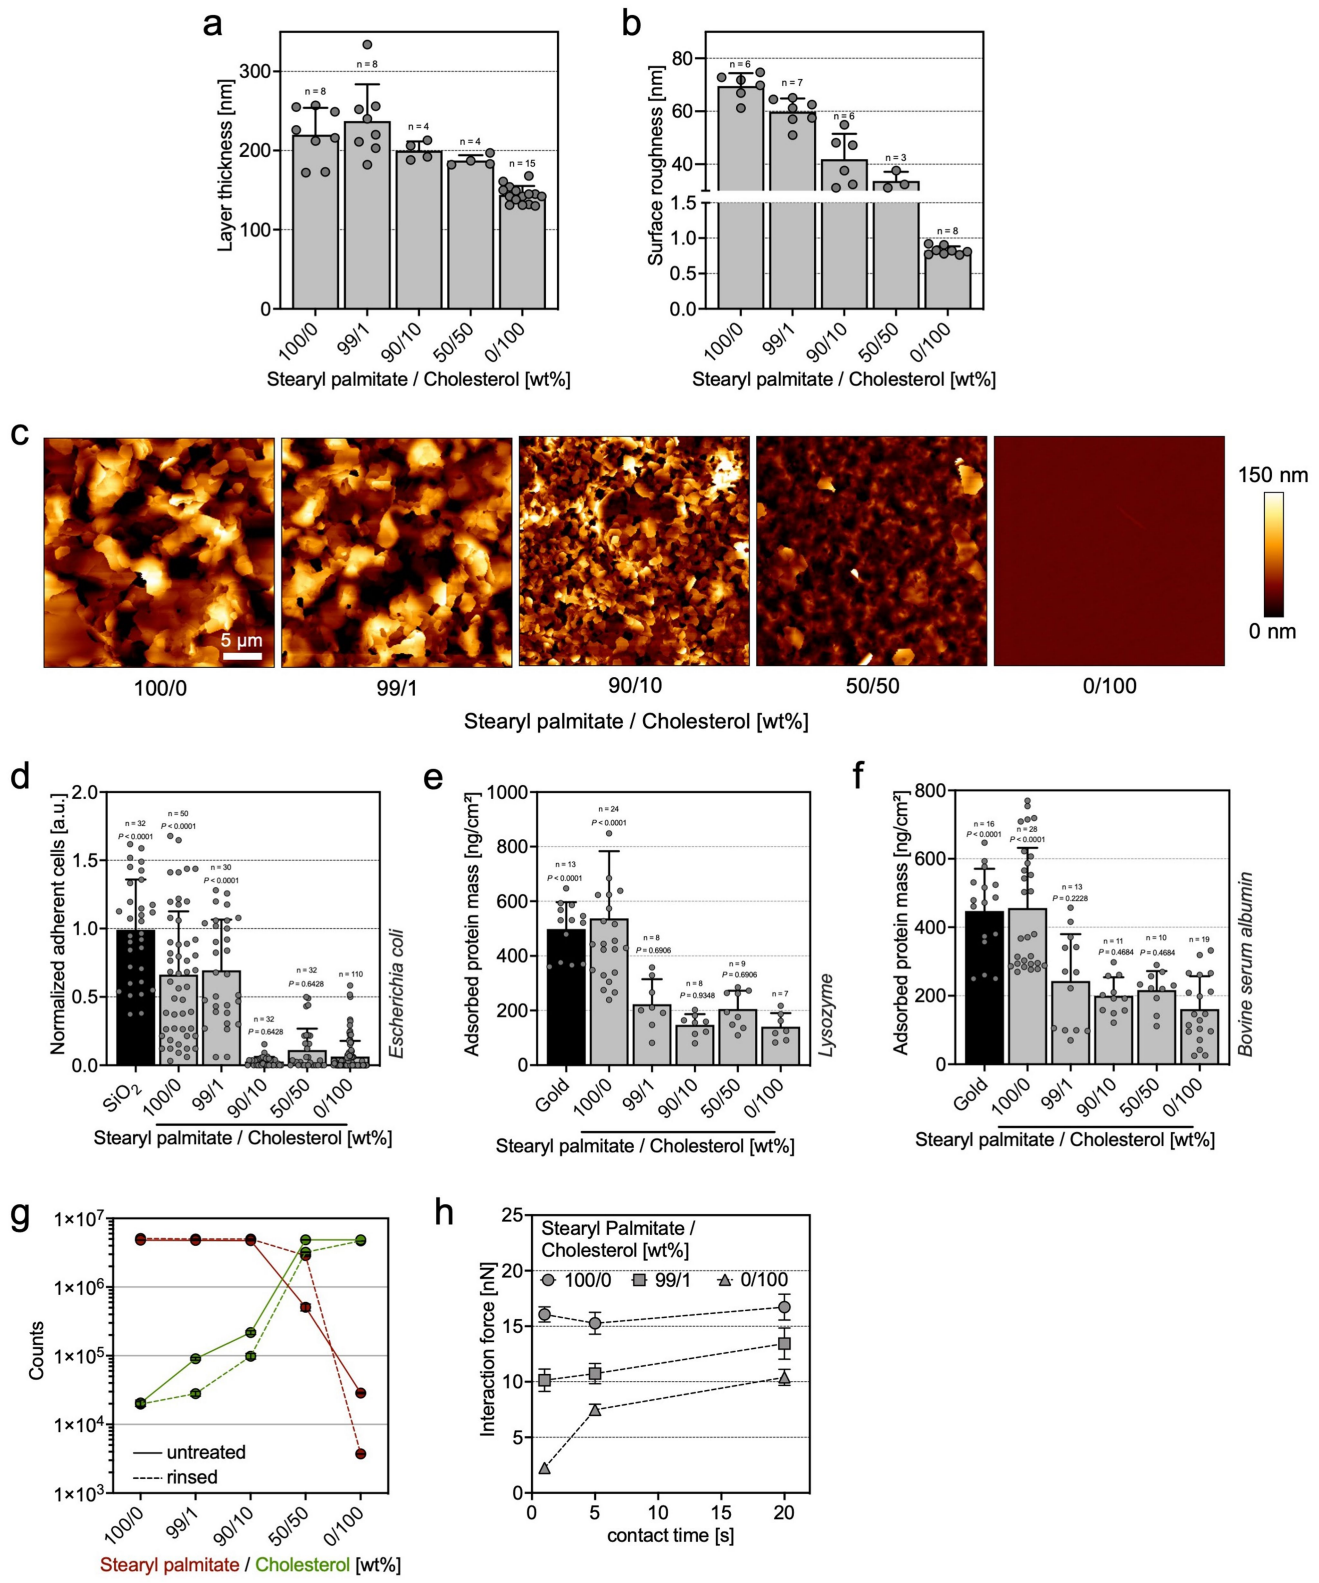 a
Layer thickness [nm]
300
200
100
0
n = 8
n = 8
n = 4
n = 4
n = 15
100/0
99/1
90/10
50/50
0/100
Stearyl palmitate / Cholesterol [wt%]
b
Surface roughness [nm]
80
60
40
1.5
1.0
0.5
0.0
n = 6
n = 7
n = 6
n = 3
n = 8
100/0
99/1
90/10
50/50
0/100
Stearyl palmitate / Cholesterol [wt%]
c
5 µm
150 nm
0 nm
100/0
99/1
90/10
50/50
0/100
Stearyl palmitate / Cholesterol [wt%]
d
Normalized adherent cells [a.u.]
2.0
1.5
1.0
0.5
0.0
n = 32
P < 0.0001
n = 50
P < 0.0001
n = 30
P < 0.0001
n = 32
P = 0.6428
n = 32
P = 0.6428
n = 110
SiO₂
100/0
99/1
90/10
50/50
0/100
Stearyl palmitate / Cholesterol [wt%]
Escherichia coli
e
Adsorbed protein mass [ng/cm²]
1000
800
600
400
200
0
n = 13
P < 0.0001
n = 24
P < 0.0001
n = 8
P = 0.6906
n = 8
P = 0.9348
n = 9
P = 0.6906
n = 7
Gold
100/0
99/1
90/10
50/50
0/100
Stearyl palmitate / Cholesterol [wt%]
Lysozyme
f
Adsorbed protein mass [ng/cm²]
800
600
400
200
0
n = 16
P < 0.0001
n = 28
P < 0.0001
n = 13
P = 0.2228
n = 11
P = 0.4684
n = 10
P = 0.4684
n = 19
Gold
100/0
99/1
90/10
50/50
0/100
Stearyl palmitate / Cholesterol [wt%]
Bovine serum albumin
g
Counts
1×10⁷
1×10⁶
1×10⁵
1×10⁴
1×10³
untreated
rinsed
100/0
99/1
90/10
50/50
0/100
Stearyl palmitate / Cholesterol [wt%]
h
Interaction force [nN]
25
20
15
10
5
0
Stearyl Palmitate /
Cholesterol [wt%]
100/0 99/1 0/100
0 5 10 15 20
contact time [s]